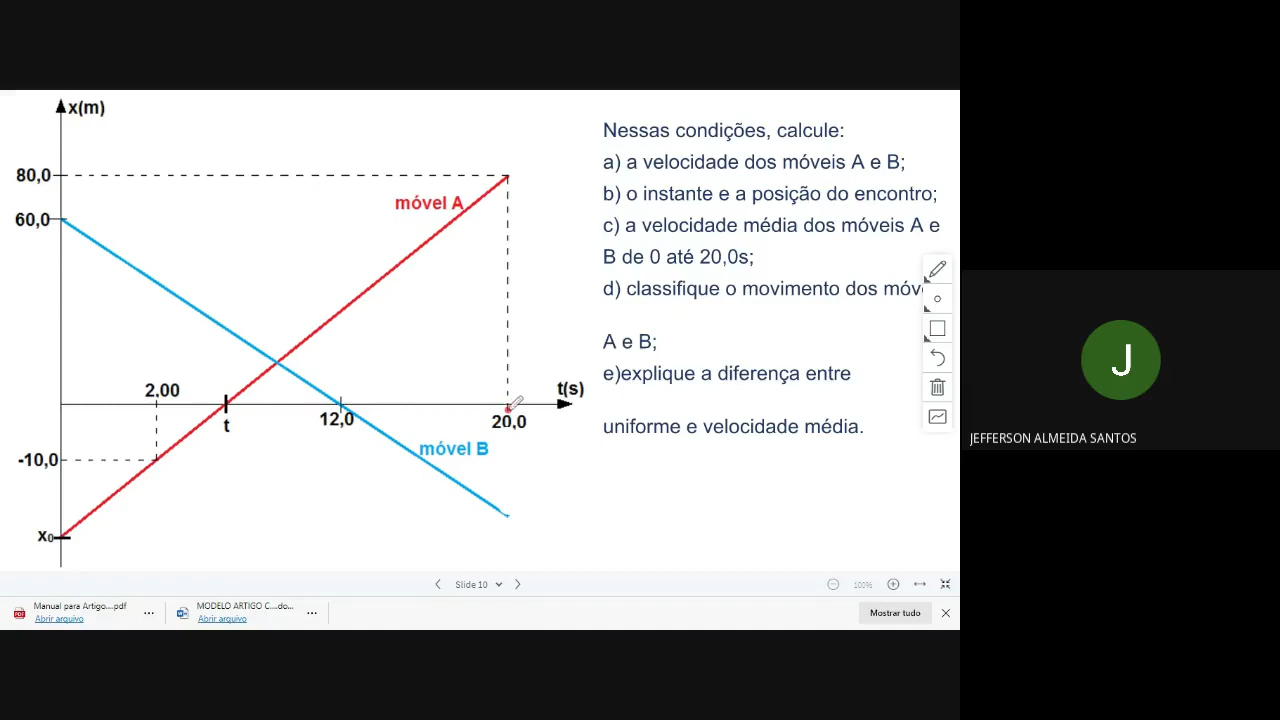 x(m)
80,0
móvel A
60,0
2,00
t(s)
t
12,0
20,0
móvel B
-10,0
x₀
Nessas condições, calcule:
a) a velocidade dos móveis A e B;
b) o instante e a posição do encontro;
c) a velocidade média dos móveis A e
B de 0 até 20,0s;
d) classifique o movimento dos móv
A e B;
e)explique a diferença entre
uniforme e velocidade média.
J
JEFFERSON ALMEIDA SANTOS
Slide 10
100%
Manual para Artigo....pdf
Abrir arquivo
MODELO ARTIGO C....do...
Abrir arquivo
Mostrar tudo